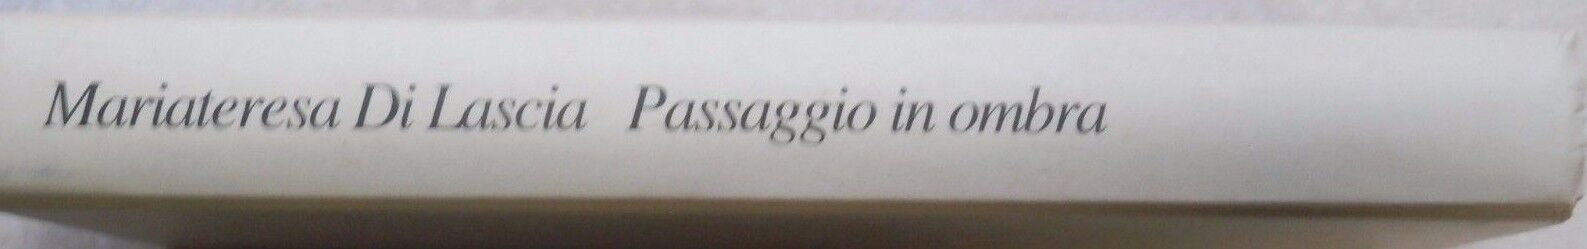 Mariateresa Di Lascia Passaggio in ombra